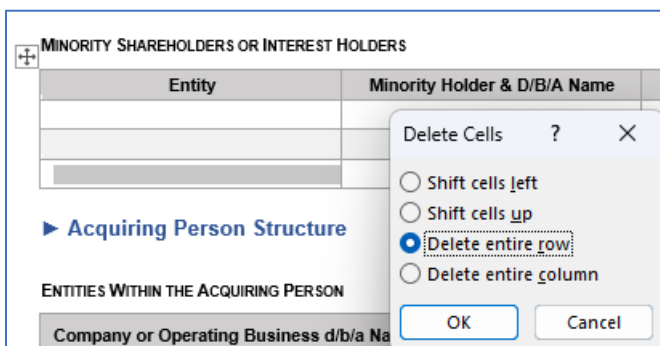 MINORITY SHAREHOLDERS OR INTEREST HOLDERS
Entity Minority Holder & D/B/A Name
Delete Cells ?
Shift cells left
Shift cells up
Delete entire row
Delete entire column
► Acquiring Person Structure
ENTITIES WITHIN THE ACQUIRING PERSON
OK Cancel
Company or Operating Business d/b/a Na